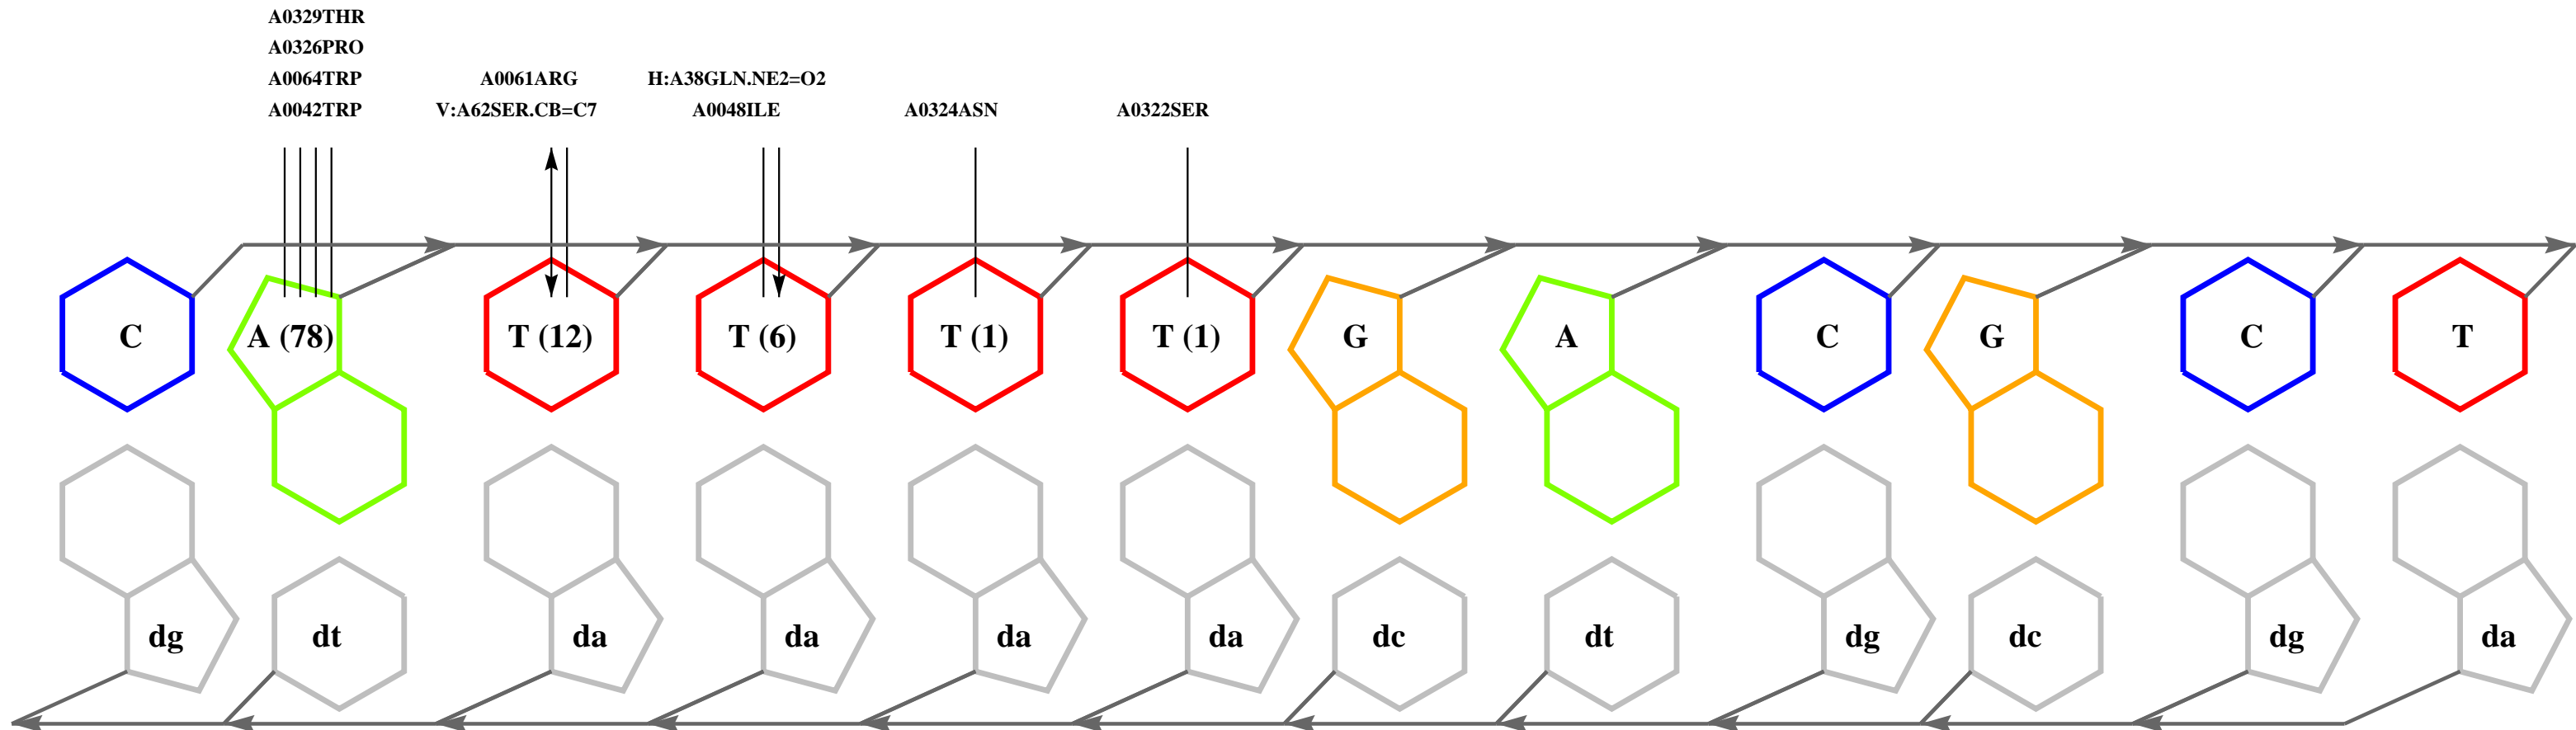 A0329THR
A0326PRO
A0064TRP A0061ARG H:A38GLN.NE2=O2
A0042TRP V:A62SER.CB=C7 A0048ILE A0324ASN A0322SER
C A (78) T (12) T (6) T (1) T (1) G A C G C T
dg dt da da da da dc dt dg dc dg da